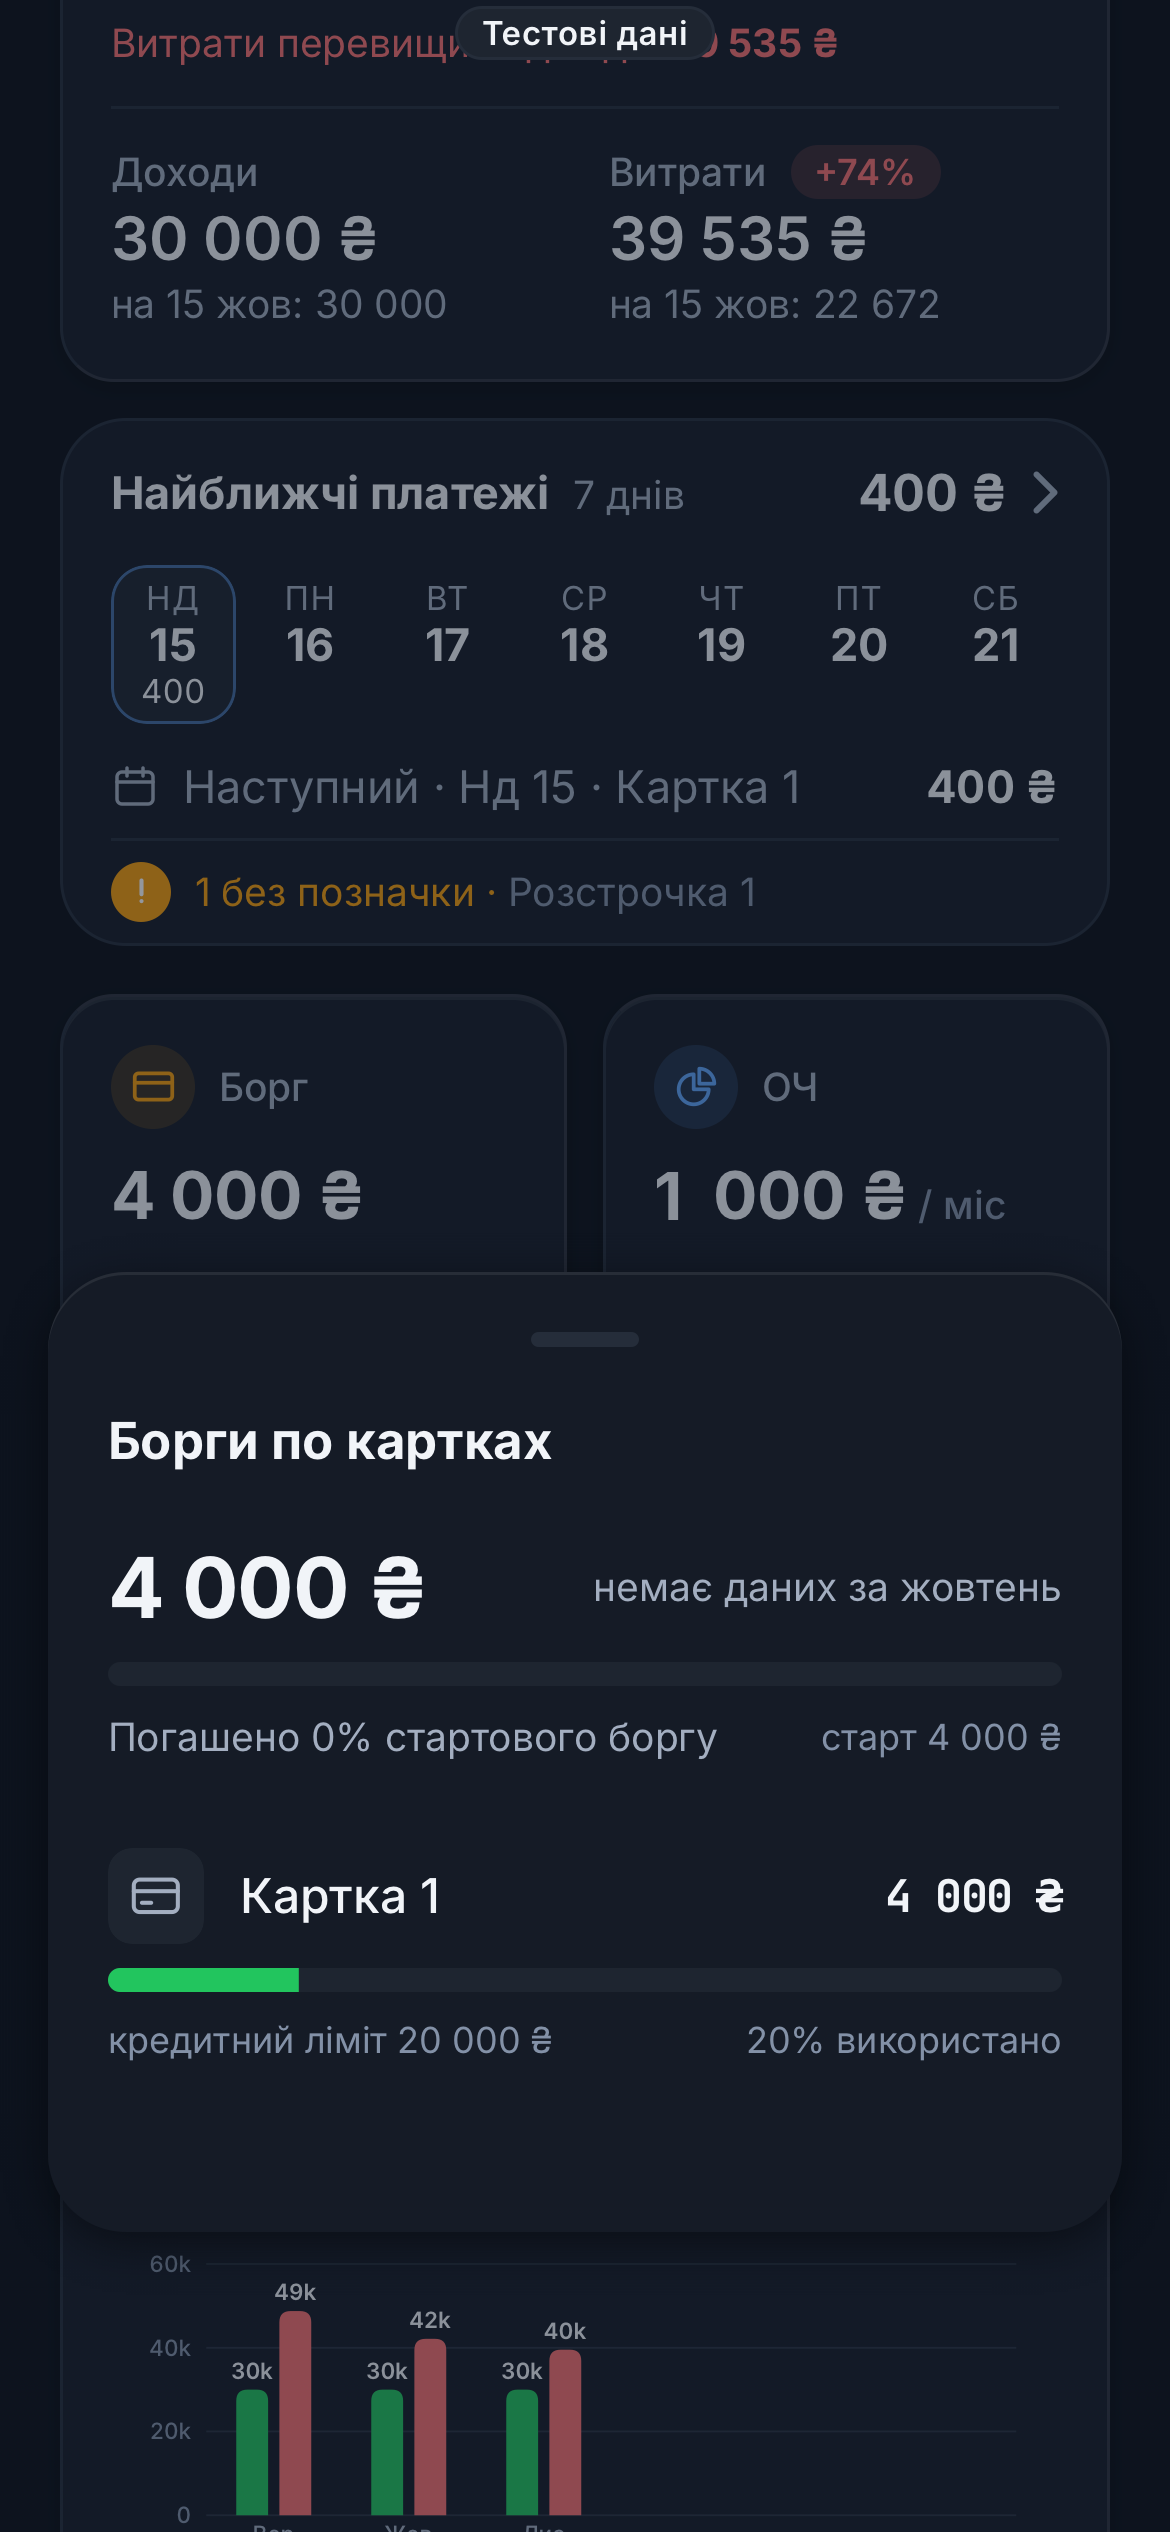 Тестові дані
Витрати 535 ₴
Доходи
Витрати +74%
30 000 ₴
39 535 ₴
на 15 жов: 30 000
на 15 жов: 22 672
Найближчі платежі 7 днів 400 ₴
НД ПН ВТ СР ЧТ ПТ СБ
15 16 17 18 19 20 21
400
Наступний · Нд 15 · Картка 1 400 ₴
! 1 без позначки · Розстрочка 1
Борг
ОЧ
4 000 ₴
1 000 ₴ / міс
Борги по картках
4 000 ₴ немає даних за жовтень
Погашено 0% стартового боргу старт 4 000 ₴
Картка 1 4 000 ₴
кредитний ліміт 20 000 ₴ 20% використано
60k
49k
42k
40k
40k
30k 30k 30k
20k
0